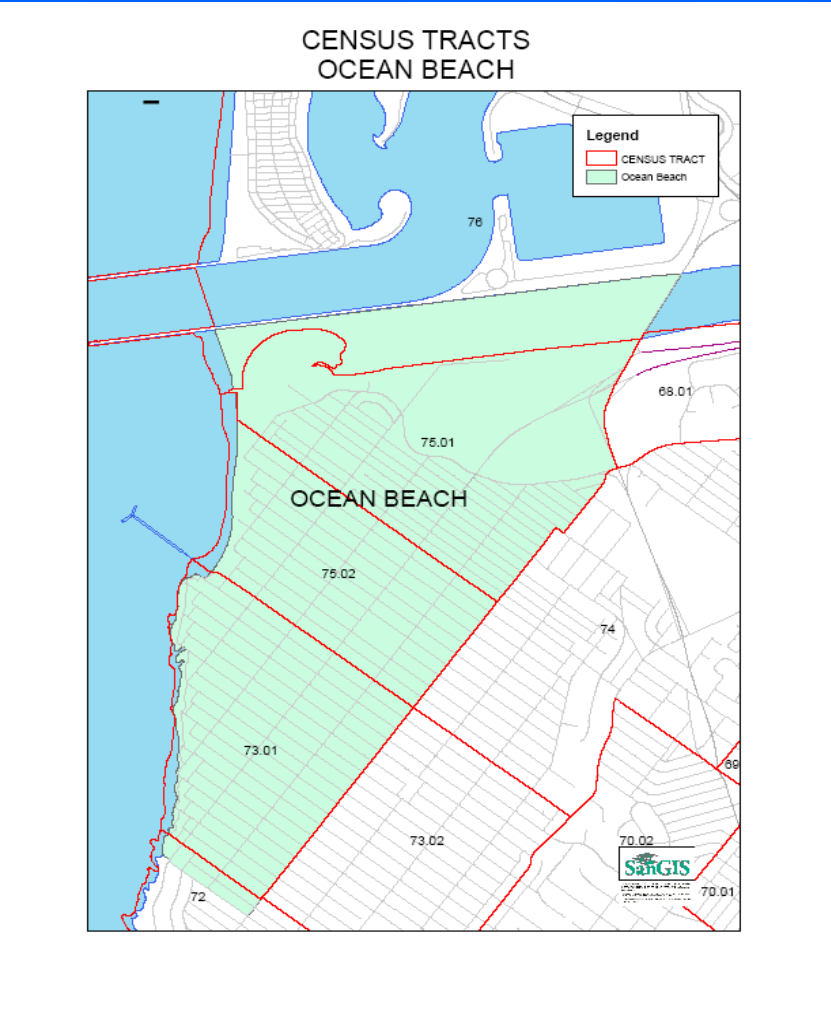 CENSUS TRACTS
OCEAN BEACH
Legend
CENSUS TRACT
Ocean Beach
76
68.01
75.01
OCEAN BEACH
75.02
74
73.01
69
73.02
70.02
SanGIS
70.01
72